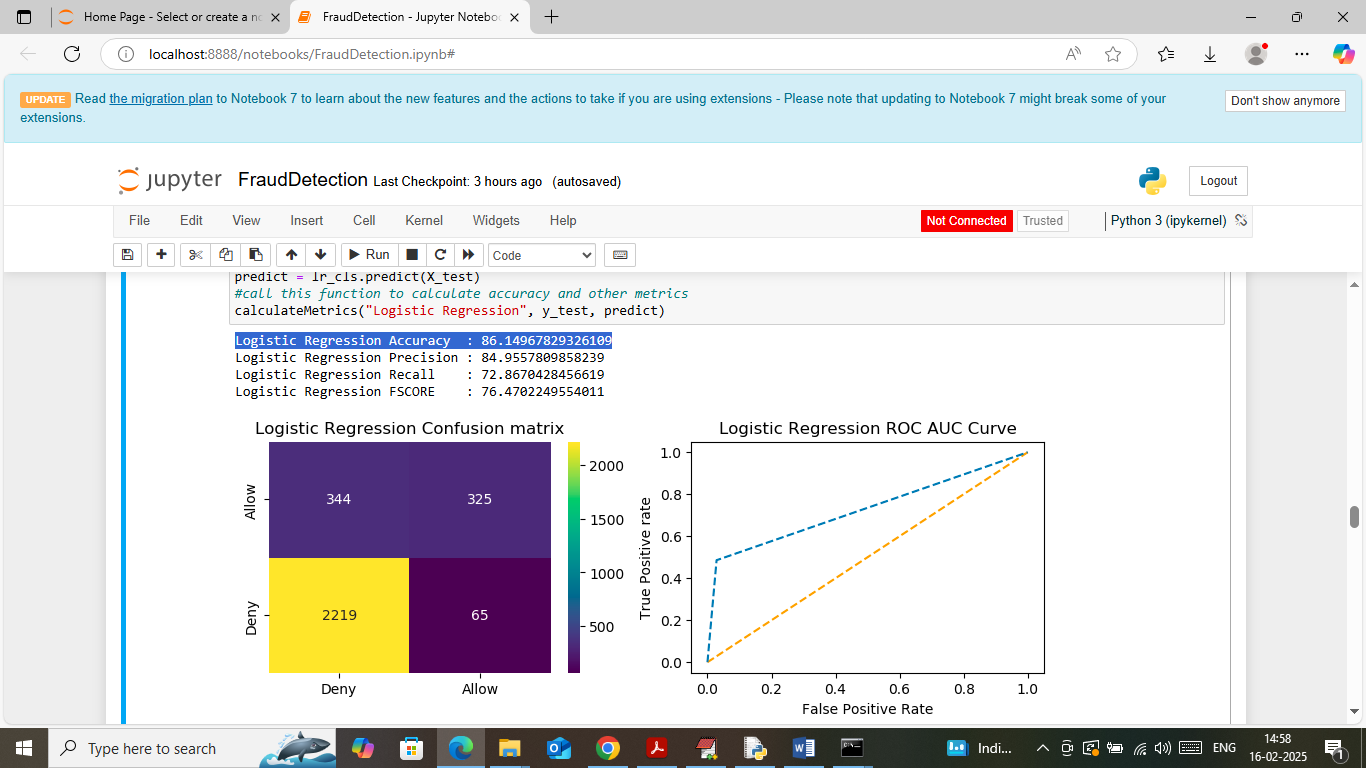 Home Page - Select or create a no
FraudDetection - Jupyter Noteboo
localhost:8888/notebooks/FraudDetection.ipynb#
UPDATE Read the migration plan to Notebook 7 to learn about the new features and the actions to take if you are using extensions - Please note that updating to Notebook 7 might break some of your
extensions.
Don't show anymore
jupyter FraudDetection Last Checkpoint: 3 hours ago (autosaved)
Logout
File Edit View Insert Cell Kernel Widgets Help
Not Connected Trusted Python 3 (ipykernel)
Run Code
predict = lr_cls.predict(X_test)
#call this function to calculate accuracy and other metrics
calculateMetrics("Logistic Regression", y_test, predict)
Logistic Regression Accuracy : 86.14967829326109
Logistic Regression Precision : 84.9557809858239
Logistic Regression Recall : 72.8670428456619
Logistic Regression FSCORE : 76.4702249554011
Logistic Regression Confusion matrix
Allow
344 325
Deny
2219 65
Deny Allow
2000
1500
1000
500
Logistic Regression ROC AUC Curve
True Positive rate
1.0
0.8
0.6
0.4
0.2
0.0
0.0 0.2 0.4 0.6 0.8 1.0
False Positive Rate
Type here to search
Indi...
ENG
14:58
16-02-2025
1